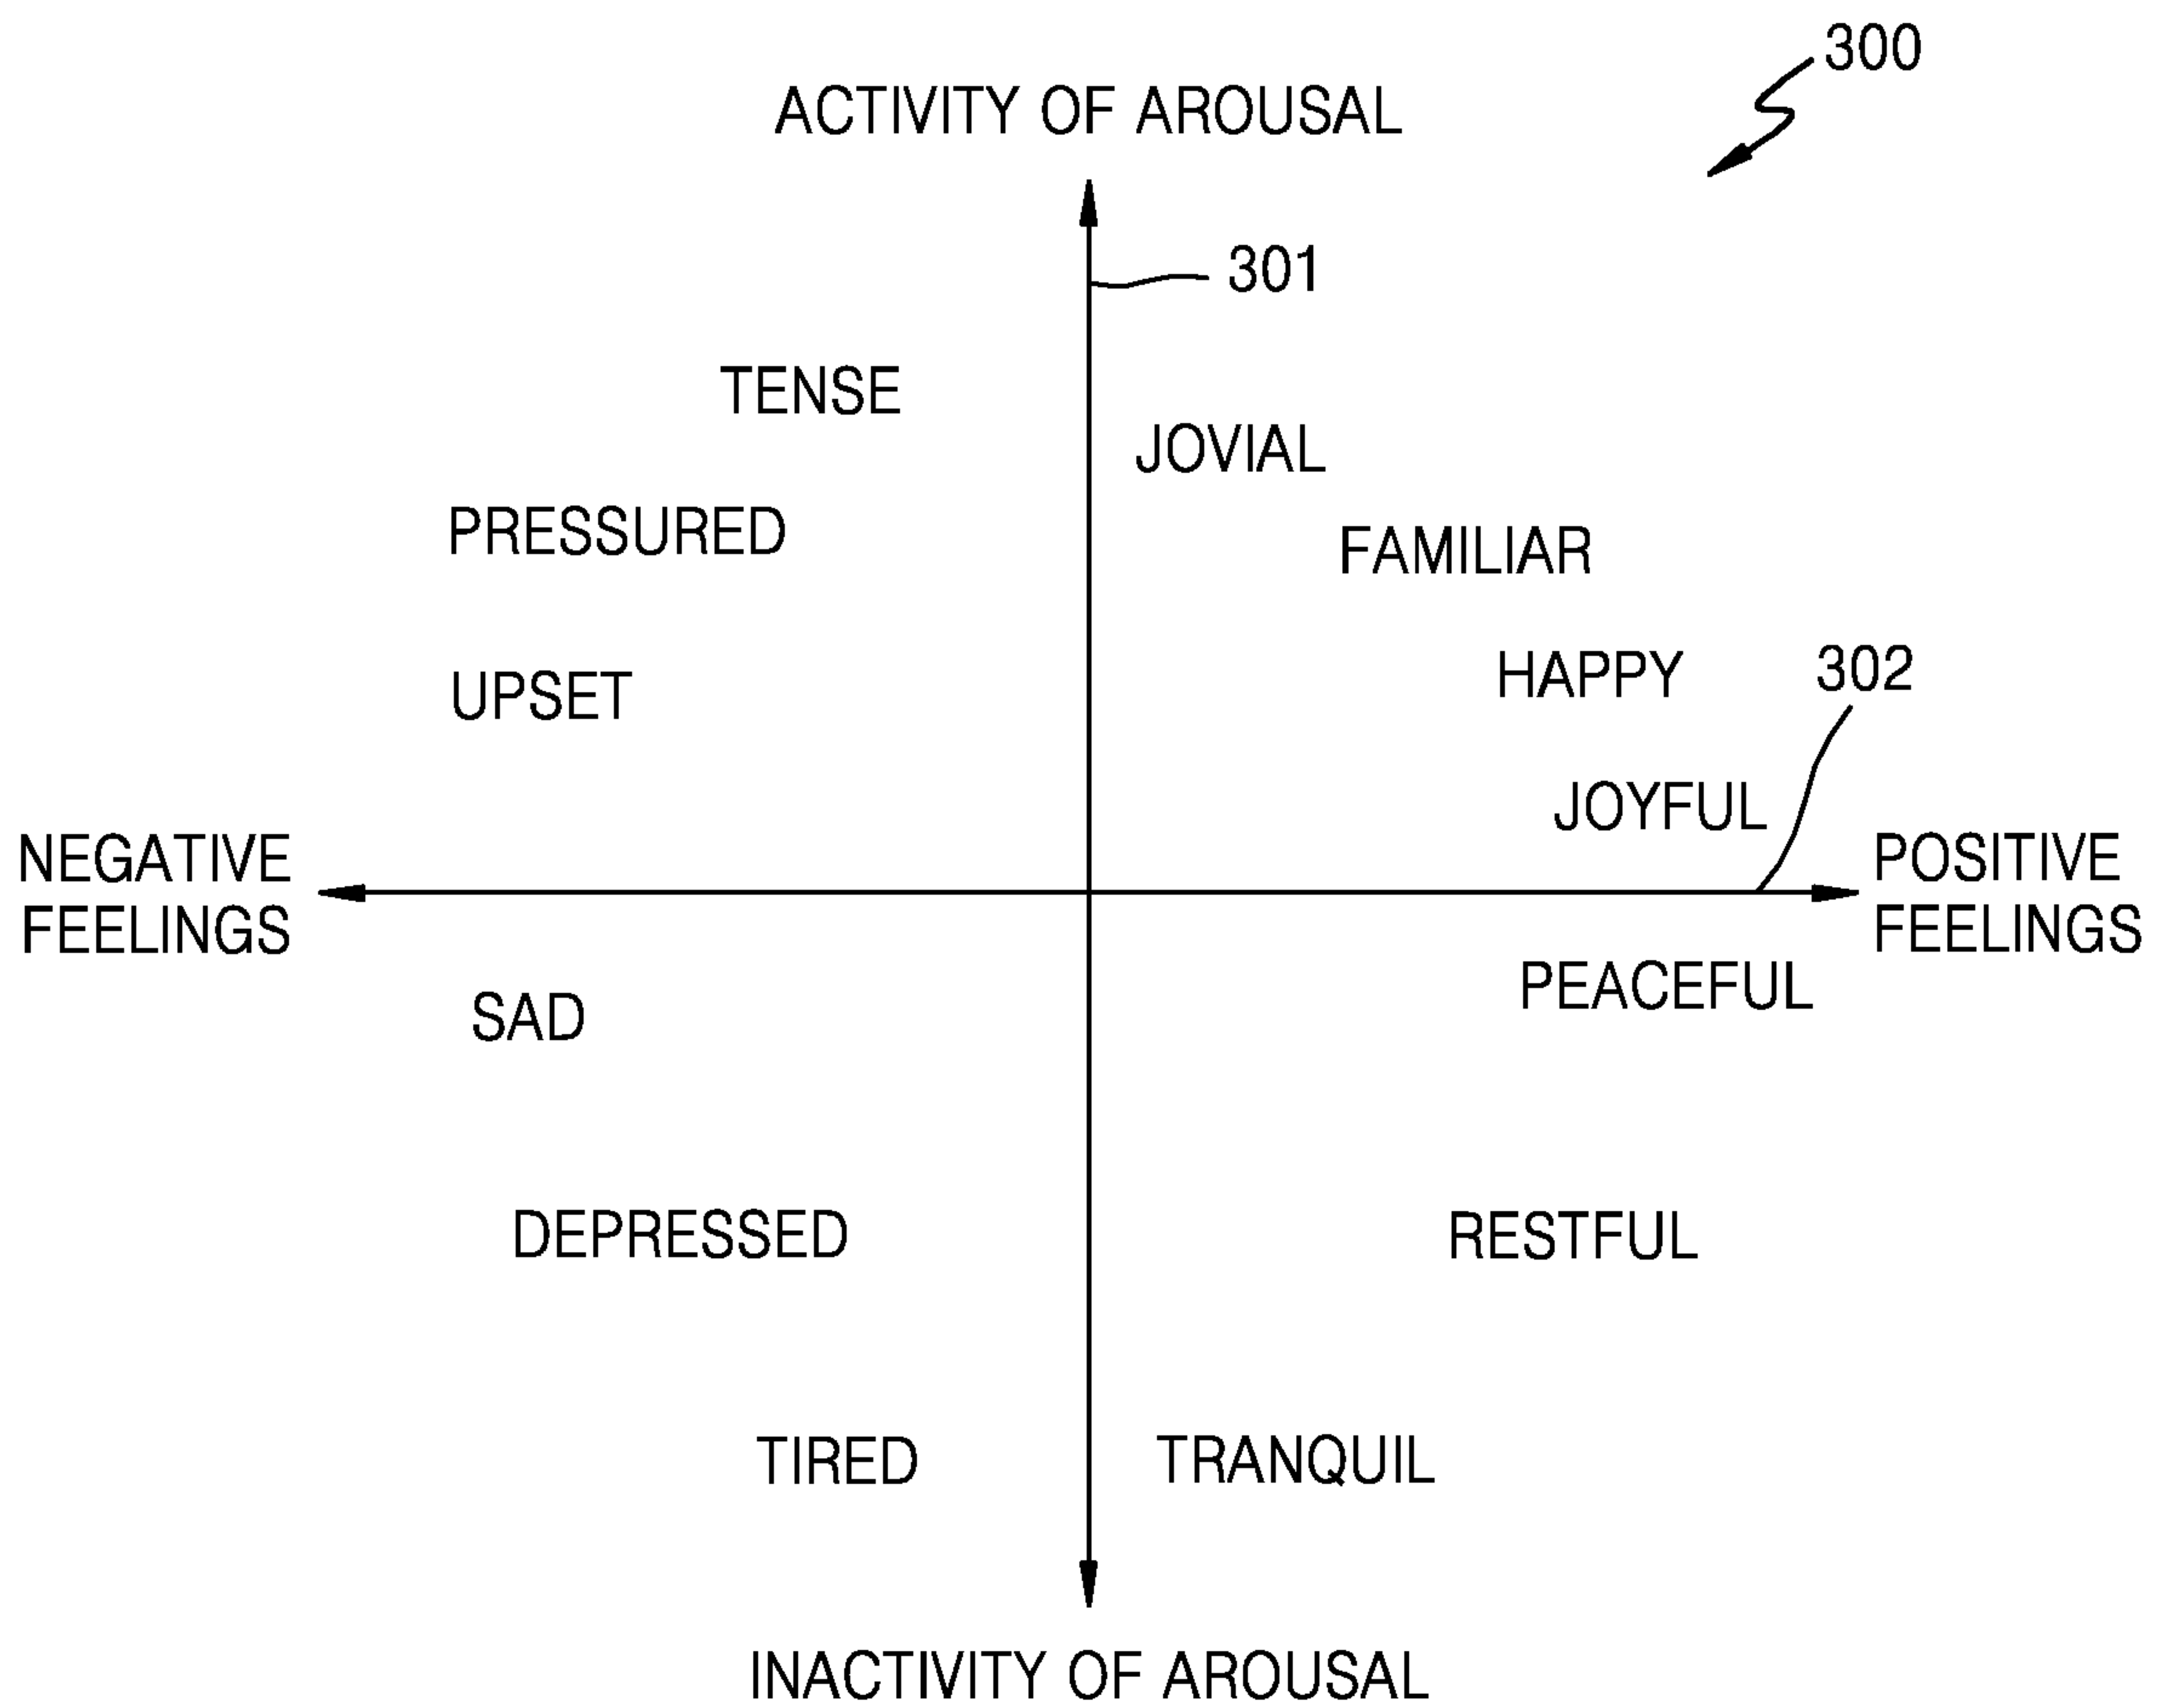 300
ACTIVITY OF AROUSAL
301
TENSE
JOVIAL
PRESSURED
FAMILIAR
UPSET
HAPPY
302
JOYFUL
NEGATIVE
FEELINGS
POSITIVE
FEELINGS
PEACEFUL
SAD
DEPRESSED
RESTFUL
TIRED
TRANQUIL
INACTIVITY OF AROUSAL